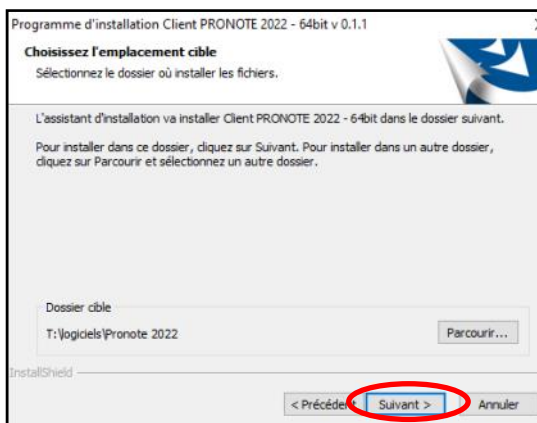 Programme d'installation Client PRONOTE 2022 - 64bit v 0.1.1
Choisissez l'emplacement cible
Sélectionnez le dossier où installer les fichiers.
L'assistant d'installation va installer Client PRONOTE 2022 - 64bit dans le dossier suivant.
Pour installer dans ce dossier, cliquez sur Suivant. Pour installer dans un autre dossier,
cliquez sur Parcourir et sélectionnez un autre dossier.
Dossier cible
T:\logiciels\Pronote 2022
Parcourir...
InstallShield
< Précédent
Suivant >
Annuler